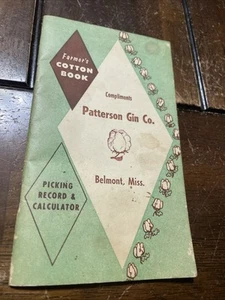 Farmer's
COTTON
BOOK
Compliments
Patterson Gin Co.
Belmont, Miss.
PICKING
RECORD &
CALCULATOR